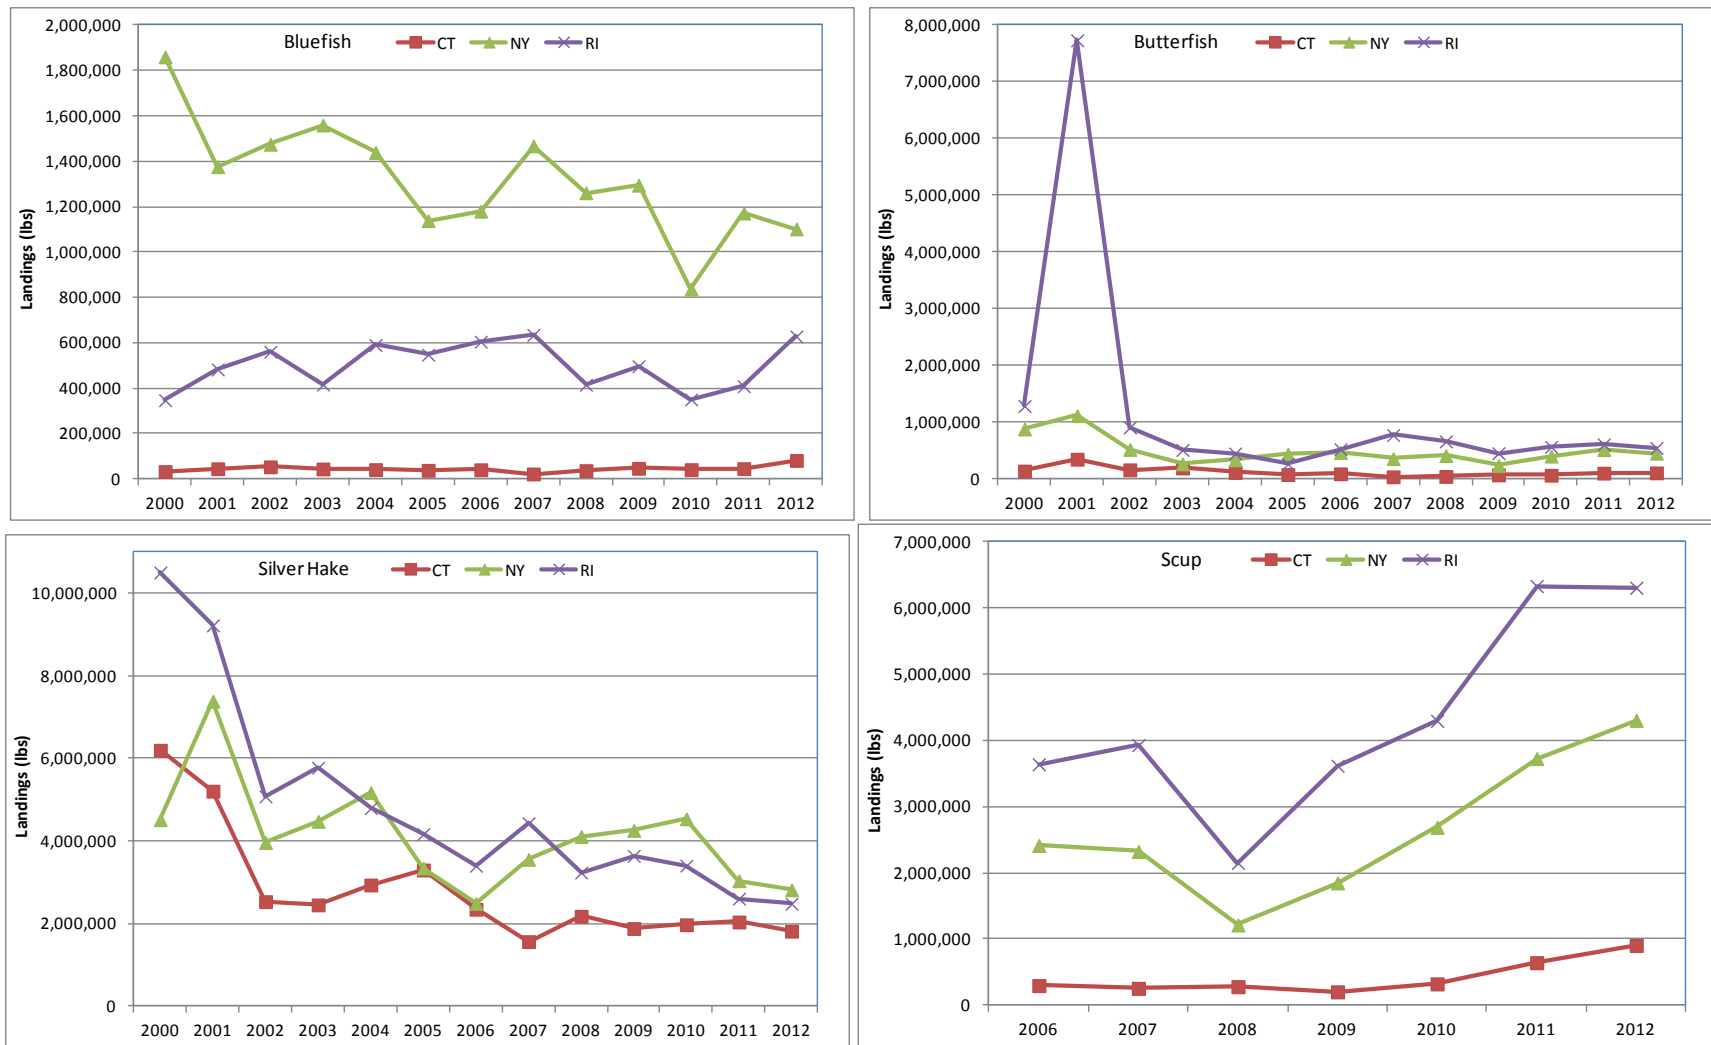 Bluefish CT NY RI
Landings (lbs)
2,000,000
1,800,000
1,600,000
1,400,000
1,200,000
1,000,000
800,000
600,000
400,000
200,000
0
2000 2001 2002 2003 2004 2005 2006 2007 2008 2009 2010 2011 2012
Butterfish CT NY RI
Landings (lbs)
8,000,000
7,000,000
6,000,000
5,000,000
4,000,000
3,000,000
2,000,000
1,000,000
0
2000 2001 2002 2003 2004 2005 2006 2007 2008 2009 2010 2011 2012
Silver Hake CT NY RI
Landings (lbs)
10,000,000
8,000,000
6,000,000
4,000,000
2,000,000
0
2000 2001 2002 2003 2004 2005 2006 2007 2008 2009 2010 2011 2012
Scup CT NY RI
Landings (lbs)
7,000,000
6,000,000
5,000,000
4,000,000
3,000,000
2,000,000
1,000,000
0
2006 2007 2008 2009 2010 2011 2012